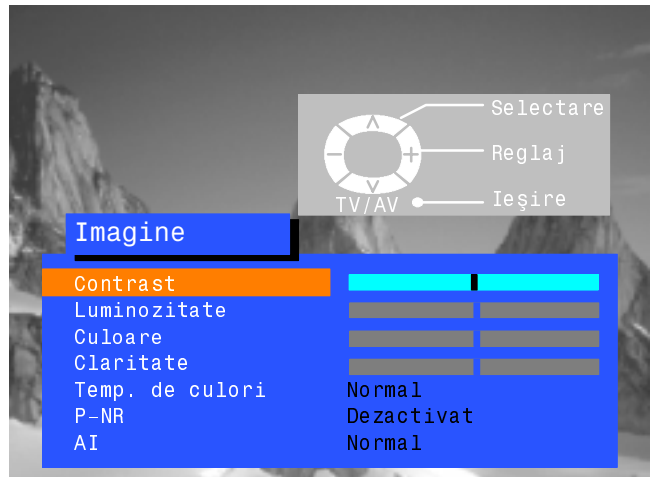 Selectare
Reglaj
TV/AV
Ieşire
Imagine
Contrast
Luminozitate
Culoare
Claritate
Temp. de culori Normal
P-NR Dezactivat
AI Normal